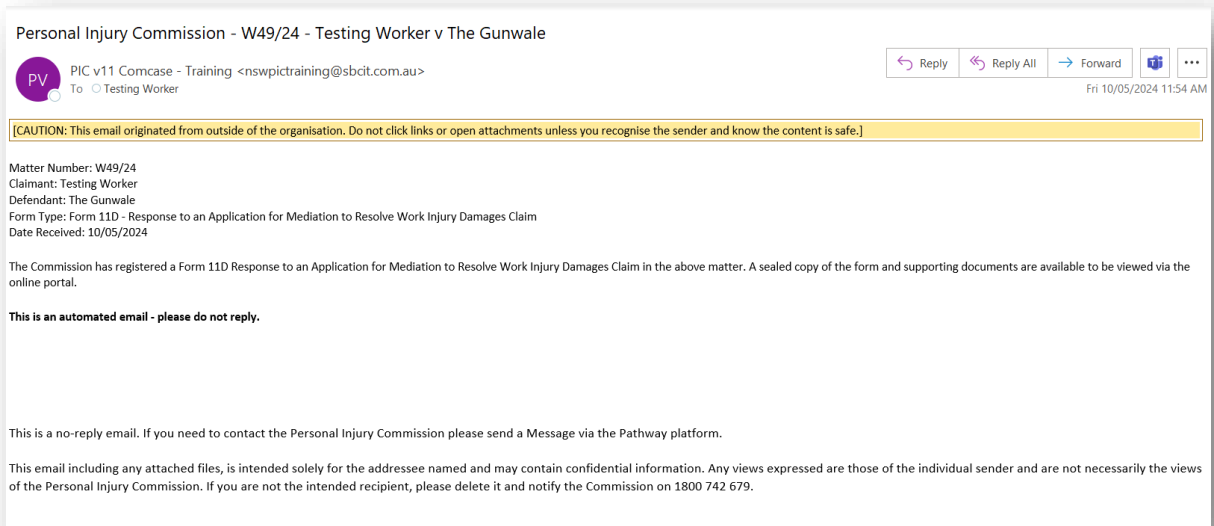 Personal Injury Commission - W49/24 - Testing Worker v The Gunwale
PV
PIC v11 Comcase - Training <nswpictraining@sbcit.com.au>
To Testing Worker
Reply
Reply All
Forward
Fri 10/05/2024 11:54 AM
[CAUTION: This email originated from outside of the organisation. Do not click links or open attachments unless you recognise the sender and know the content is safe.]
Matter Number: W49/24
Claimant: Testing Worker
Defendant: The Gunwale
Form Type: Form 11D - Response to an Application for Mediation to Resolve Work Injury Damages Claim
Date Received: 10/05/2024
The Commission has registered a Form 11D Response to an Application for Mediation to Resolve Work Injury Damages Claim in the above matter. A sealed copy of the form and supporting documents are available to be viewed via the
online portal.
This is an automated email - please do not reply.
This is a no-reply email. If you need to contact the Personal Injury Commission please send a Message via the Pathway platform.
This email including any attached files, is intended solely for the addressee named and may contain confidential information. Any views expressed are those of the individual sender and are not necessarily the views
of the Personal Injury Commission. If you are not the intended recipient, please delete it and notify the Commission on 1800 742 679.